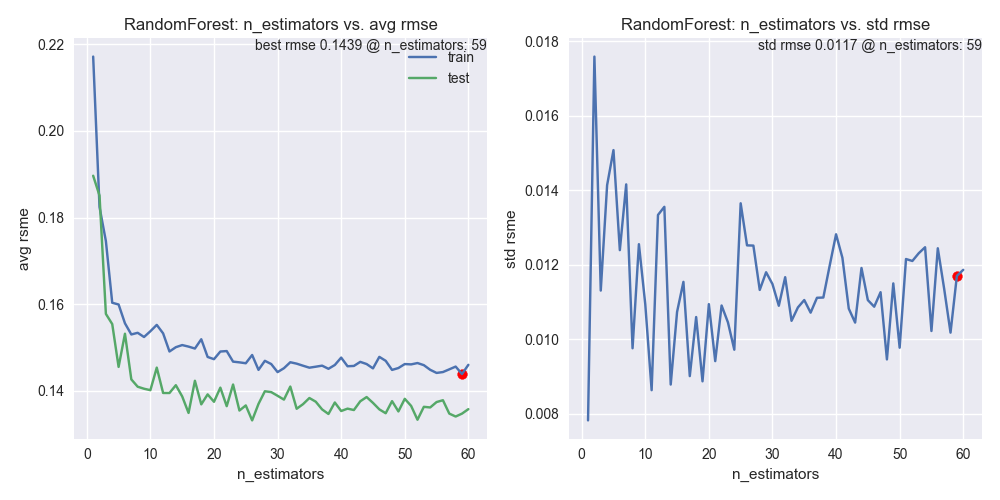 RandomForest: n_estimators vs. avg rmse
best rmse 0.1439 @ n_estimators: 59
train
test
0.22
0.20
0.18
0.16
0.14
avg rsme
0 10 20 30 40 50 60
n_estimators
RandomForest: n_estimators vs. std rmse
std rmse 0.0117 @ n_estimators: 59
0.018
0.016
0.014
0.012
0.010
0.008
std rsme
0 10 20 30 40 50 60
n_estimators